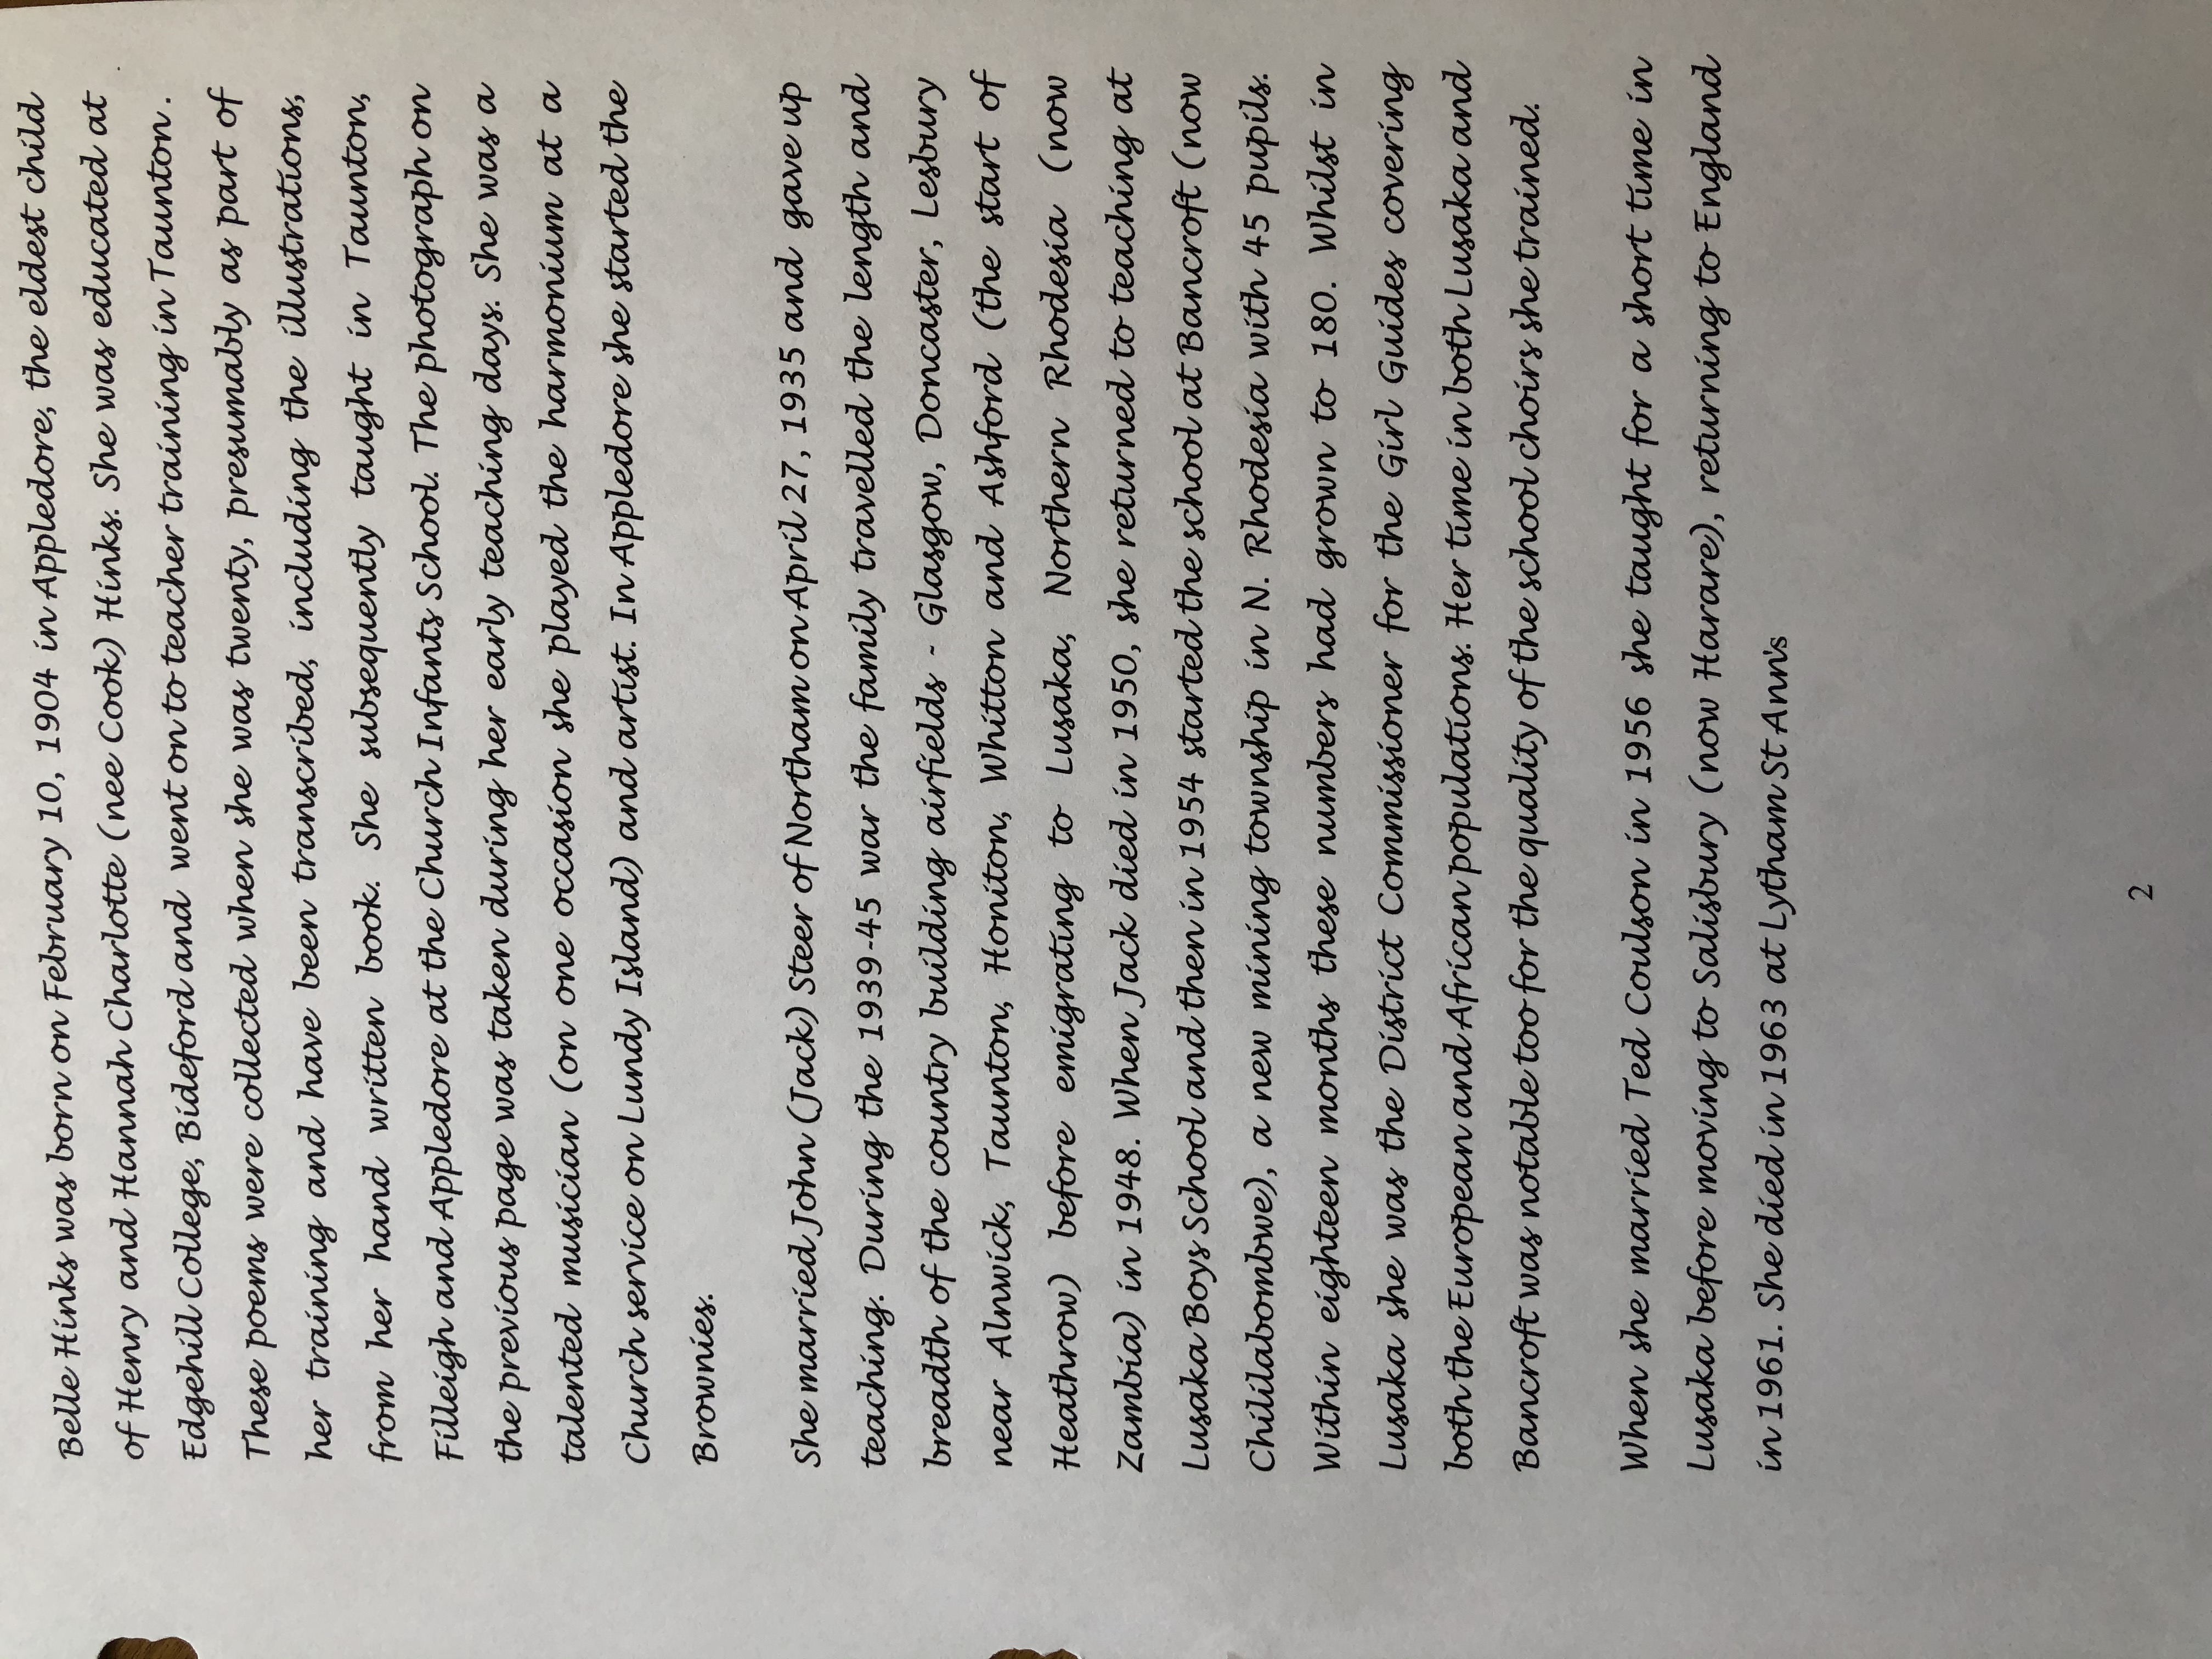 Belle Hinks was born on February 10, 1904 in Appledore, the eldest child
of Henry and Hannah Charlotte (nee Cook) Hinks. She was educated at
Edgehill College, Bideford and went on to teacher training in Taunton .
These poems were collected when she was twenty, presumably as part of
her training and have been transcribed, including the illustrations,
from her hand written book. She subsequently taught in Taunton,
Filleigh and Appledore at the Church Infants School. The photograph on
the previous page was taken during her early teaching days. She was a
talented musician (on one occasion she played the harmonium at a
Church service on Lundy Island) and artist. In Appledore she started the
Brownies.
She married John (Jack) Steer of Northam on April 27, 1935 and gave up
teaching. During the 1939-45 war the family travelled the length and
breadth of the country building airfields - Glasgow, Doncaster, Lesbury
near Alnwick, Taunton, Honiton, Whitton and Ashford (the start of
Heathrow) before emigrating to Lusaka, Northern Rhodesia (now
Zambia) in 1948. When Jack died in 1950, she returned to teaching at
Lusaka Boys School and then in 1954 started the school at Bancroft (now
Chililabombwe), a new mining township in N. Rhodesia with 45 pupils.
Within eighteen months these numbers had grown to 180. Whilst in
Lusaka she was the District Commissioner for the Girl Guides covering
both the European and African populations. Her time in both Lusaka and
Bancroft was notable too for the quality of the school choirs she trained.
When she married Ted Coulson in 1956 she taught for a short time in
Lusaka before moving to Salisbury (now Harare), returning to England
in 1961. She died in 1963 at Lytham St Ann's
2